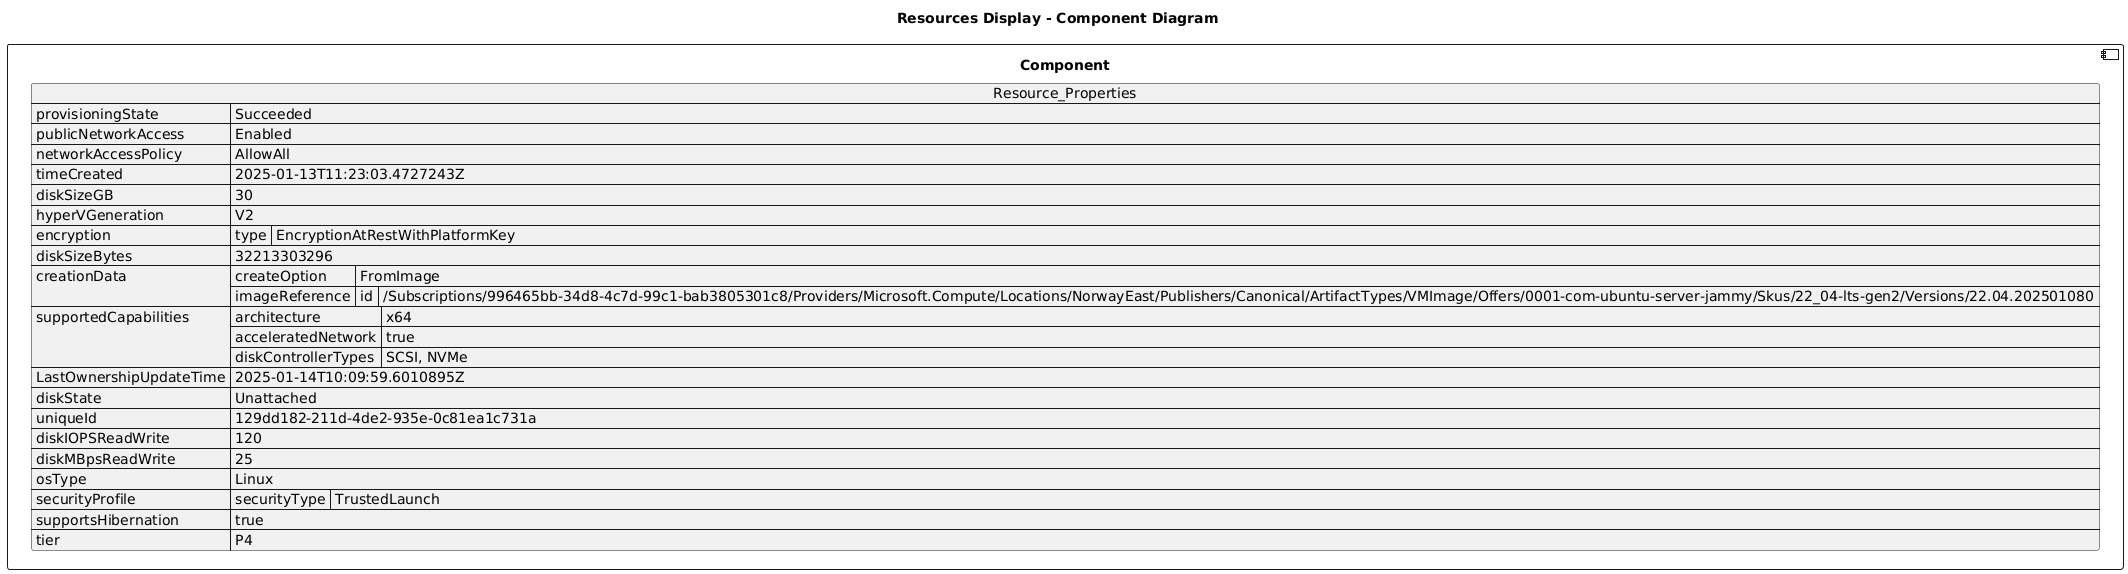 Resources Display - Component Diagram
Component
Resource_Properties
provisioningState Succeeded
publicNetworkAccess Enabled
networkAccessPolicy AllowAll
timeCreated 2025-01-13T11:23:03.4727243Z
diskSizeGB 30
hyperVGeneration V2
encryption type EncryptionAtRestWithPlatformKey
diskSizeBytes 32213303296
creationData createOption FromImage
imageReference id /Subscriptions/996465bb-34d8-4c7d-99c1-bab3805301c8/Providers/Microsoft.Compute/Locations/NorwayEast/Publishers/Canonical/ArtifactTypes/VMImage/Offers/0001-com-ubuntu-server-jammy/Skus/22_04-lts-gen2/Versions/22.04.202501080
supportedCapabilities architecture x64
acceleratedNetwork true
diskControllerTypes SCSI, NVMe
LastOwnershipUpdateTime 2025-01-14T10:09:59.6010895Z
diskState Unattached
uniqueId 129dd182-211d-4de2-935e-0c81ea1c731a
diskIOPSReadWrite 120
diskMBpsReadWrite 25
osType Linux
securityProfile securityType TrustedLaunch
supportsHibernation true
tier P4